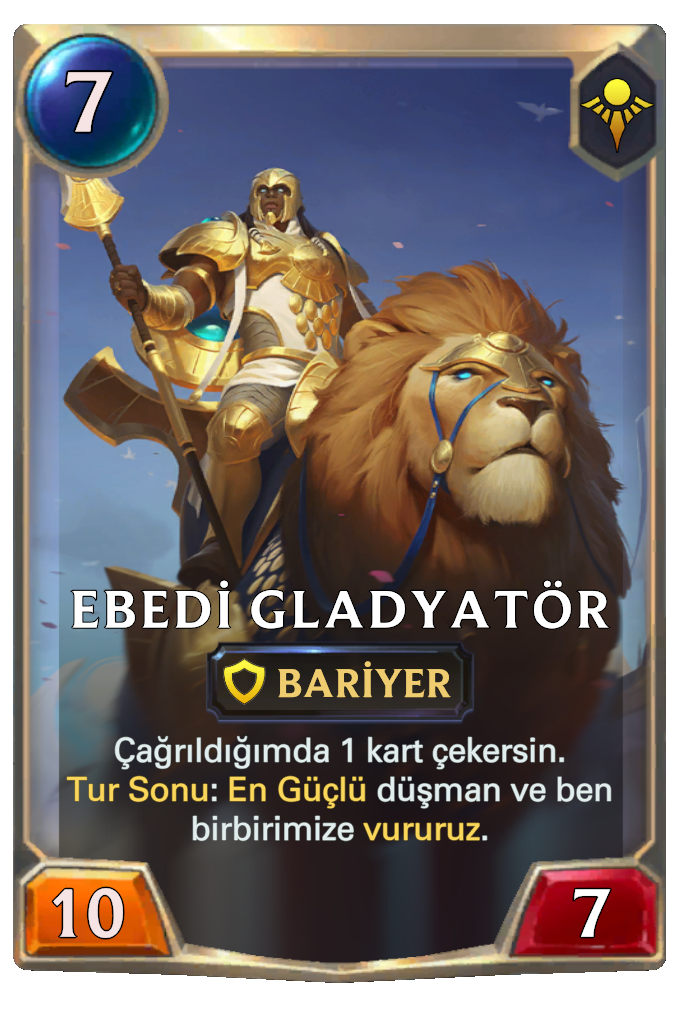 7
EBEDİ GLADYATÖR
BARİYER
Çağrıldığımda 1 kart çekersin.
Tur Sonu: En Güçlü düşman ve ben
birbirimize vururuz.
10
7